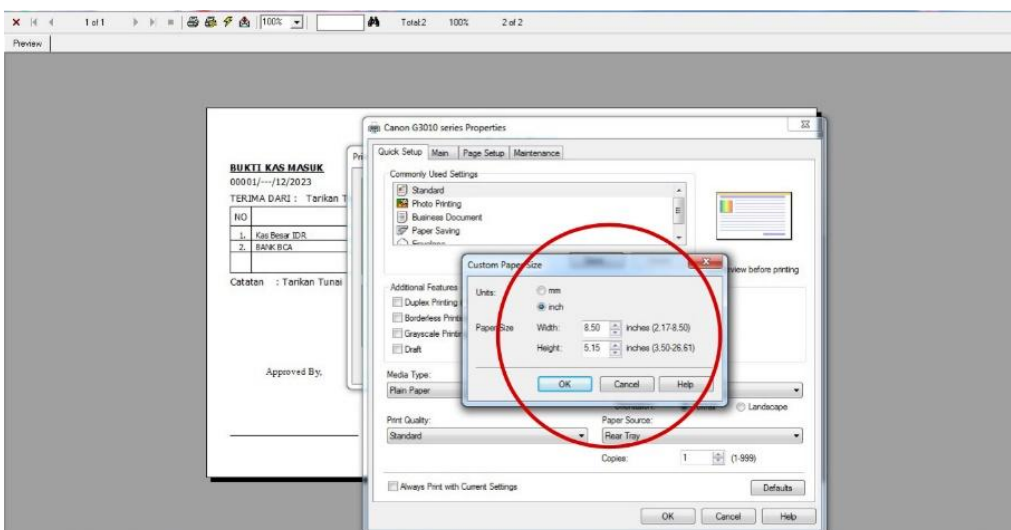 1 of 1 100% Total:2 100% 2 of 2
Preview
BUKTI KAS MASUK
00001/---/12/2023
TERIMA DARI : Tarikan T
NO
1. Kas Besar IDR
2. BANK BCA
Catatan : Tarikan Tunai
Approved By,
Canon G3010 series Properties
Quick Setup Main Page Setup Maintenance
Commonly Used Settings
Standard
Photo Printing
Business Document
Paper Saving
Envelope
view before printing
Additional Features
Duplex Printing
Borderless Printi
Grayscale Printin
Draft
Custom Paper Size
Units: mm
inch
Paper Size Width: 8.50 inches (2.17-8.50)
Height: 5.15 inches (3.50-26.61)
OK Cancel Help
Media Type:
Plain Paper
Landscape
Print Quality: Paper Source:
Standard Rear Tray
Copies: 1 (1-999)
Always Print with Current Settings Defaults
OK Cancel Help